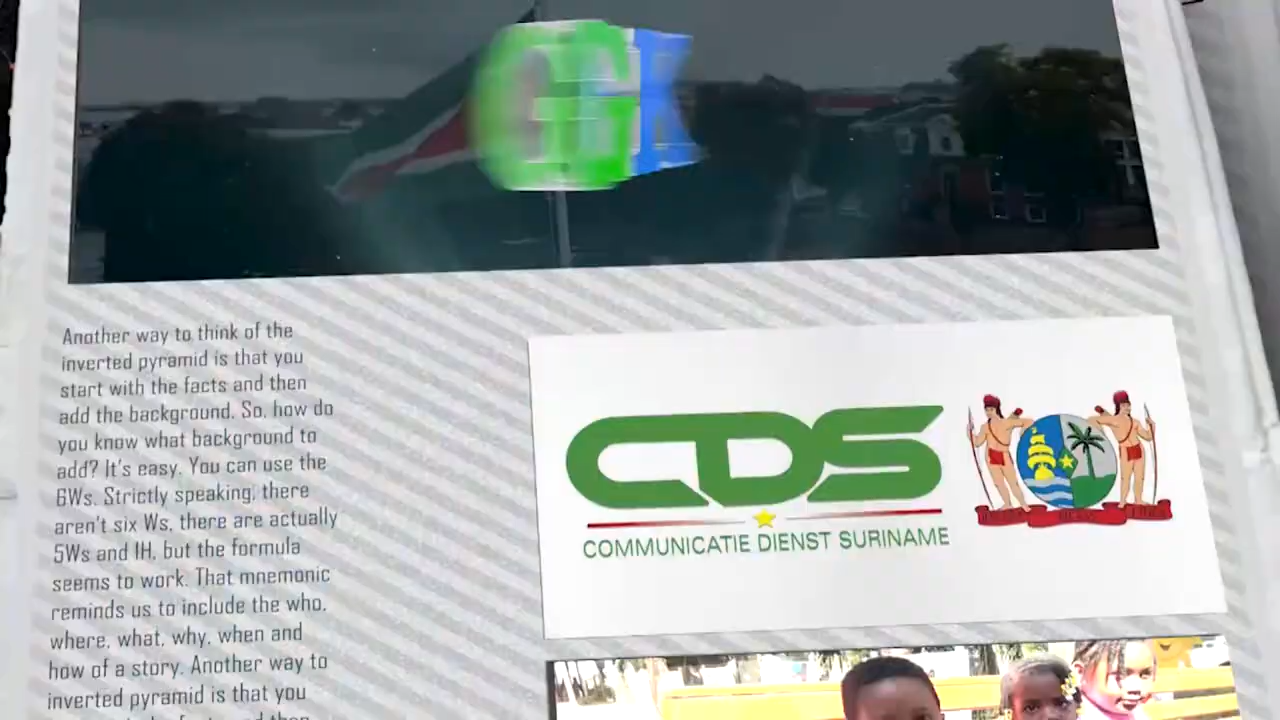 Another way to think of the
inverted pyramid is that you
start with the facts and then
add the background. So, how do
you know what background to
add? It's easy. You can use the
6Ws. Strictly speaking, there
aren't six Ws, there are actually
5Ws and 1H, but the formula
seems to work. That mnemonic
reminds us to include the who,
where, what, why, when and
how of a story. Another way to
inverted pyramid is that you
CDS
COMMUNICATIE DIENST SURINAME